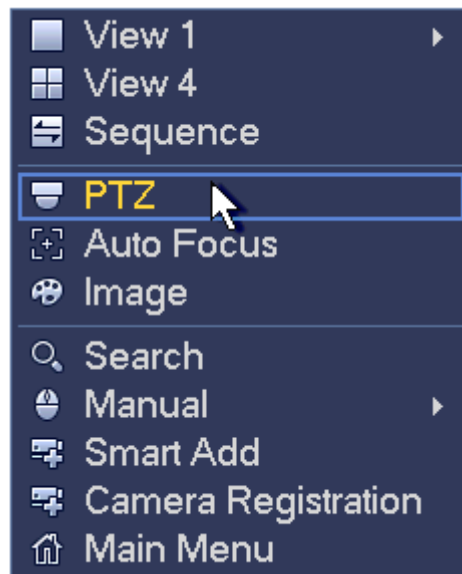 View 1
View 4
Sequence
PTZ
Auto Focus
Image
Search
Manual
Smart Add
Camera Registration
Main Menu